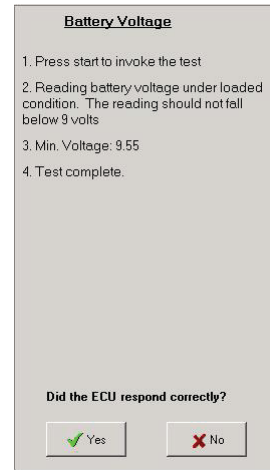 Battery Voltage
1. Press start to invoke the test
2. Reading battery voltage under loaded
condition. The reading should not fall
below 9 volts
3. Min. Voltage: 9.55
4. Test complete.
Did the ECU respond correctly?
Yes
No